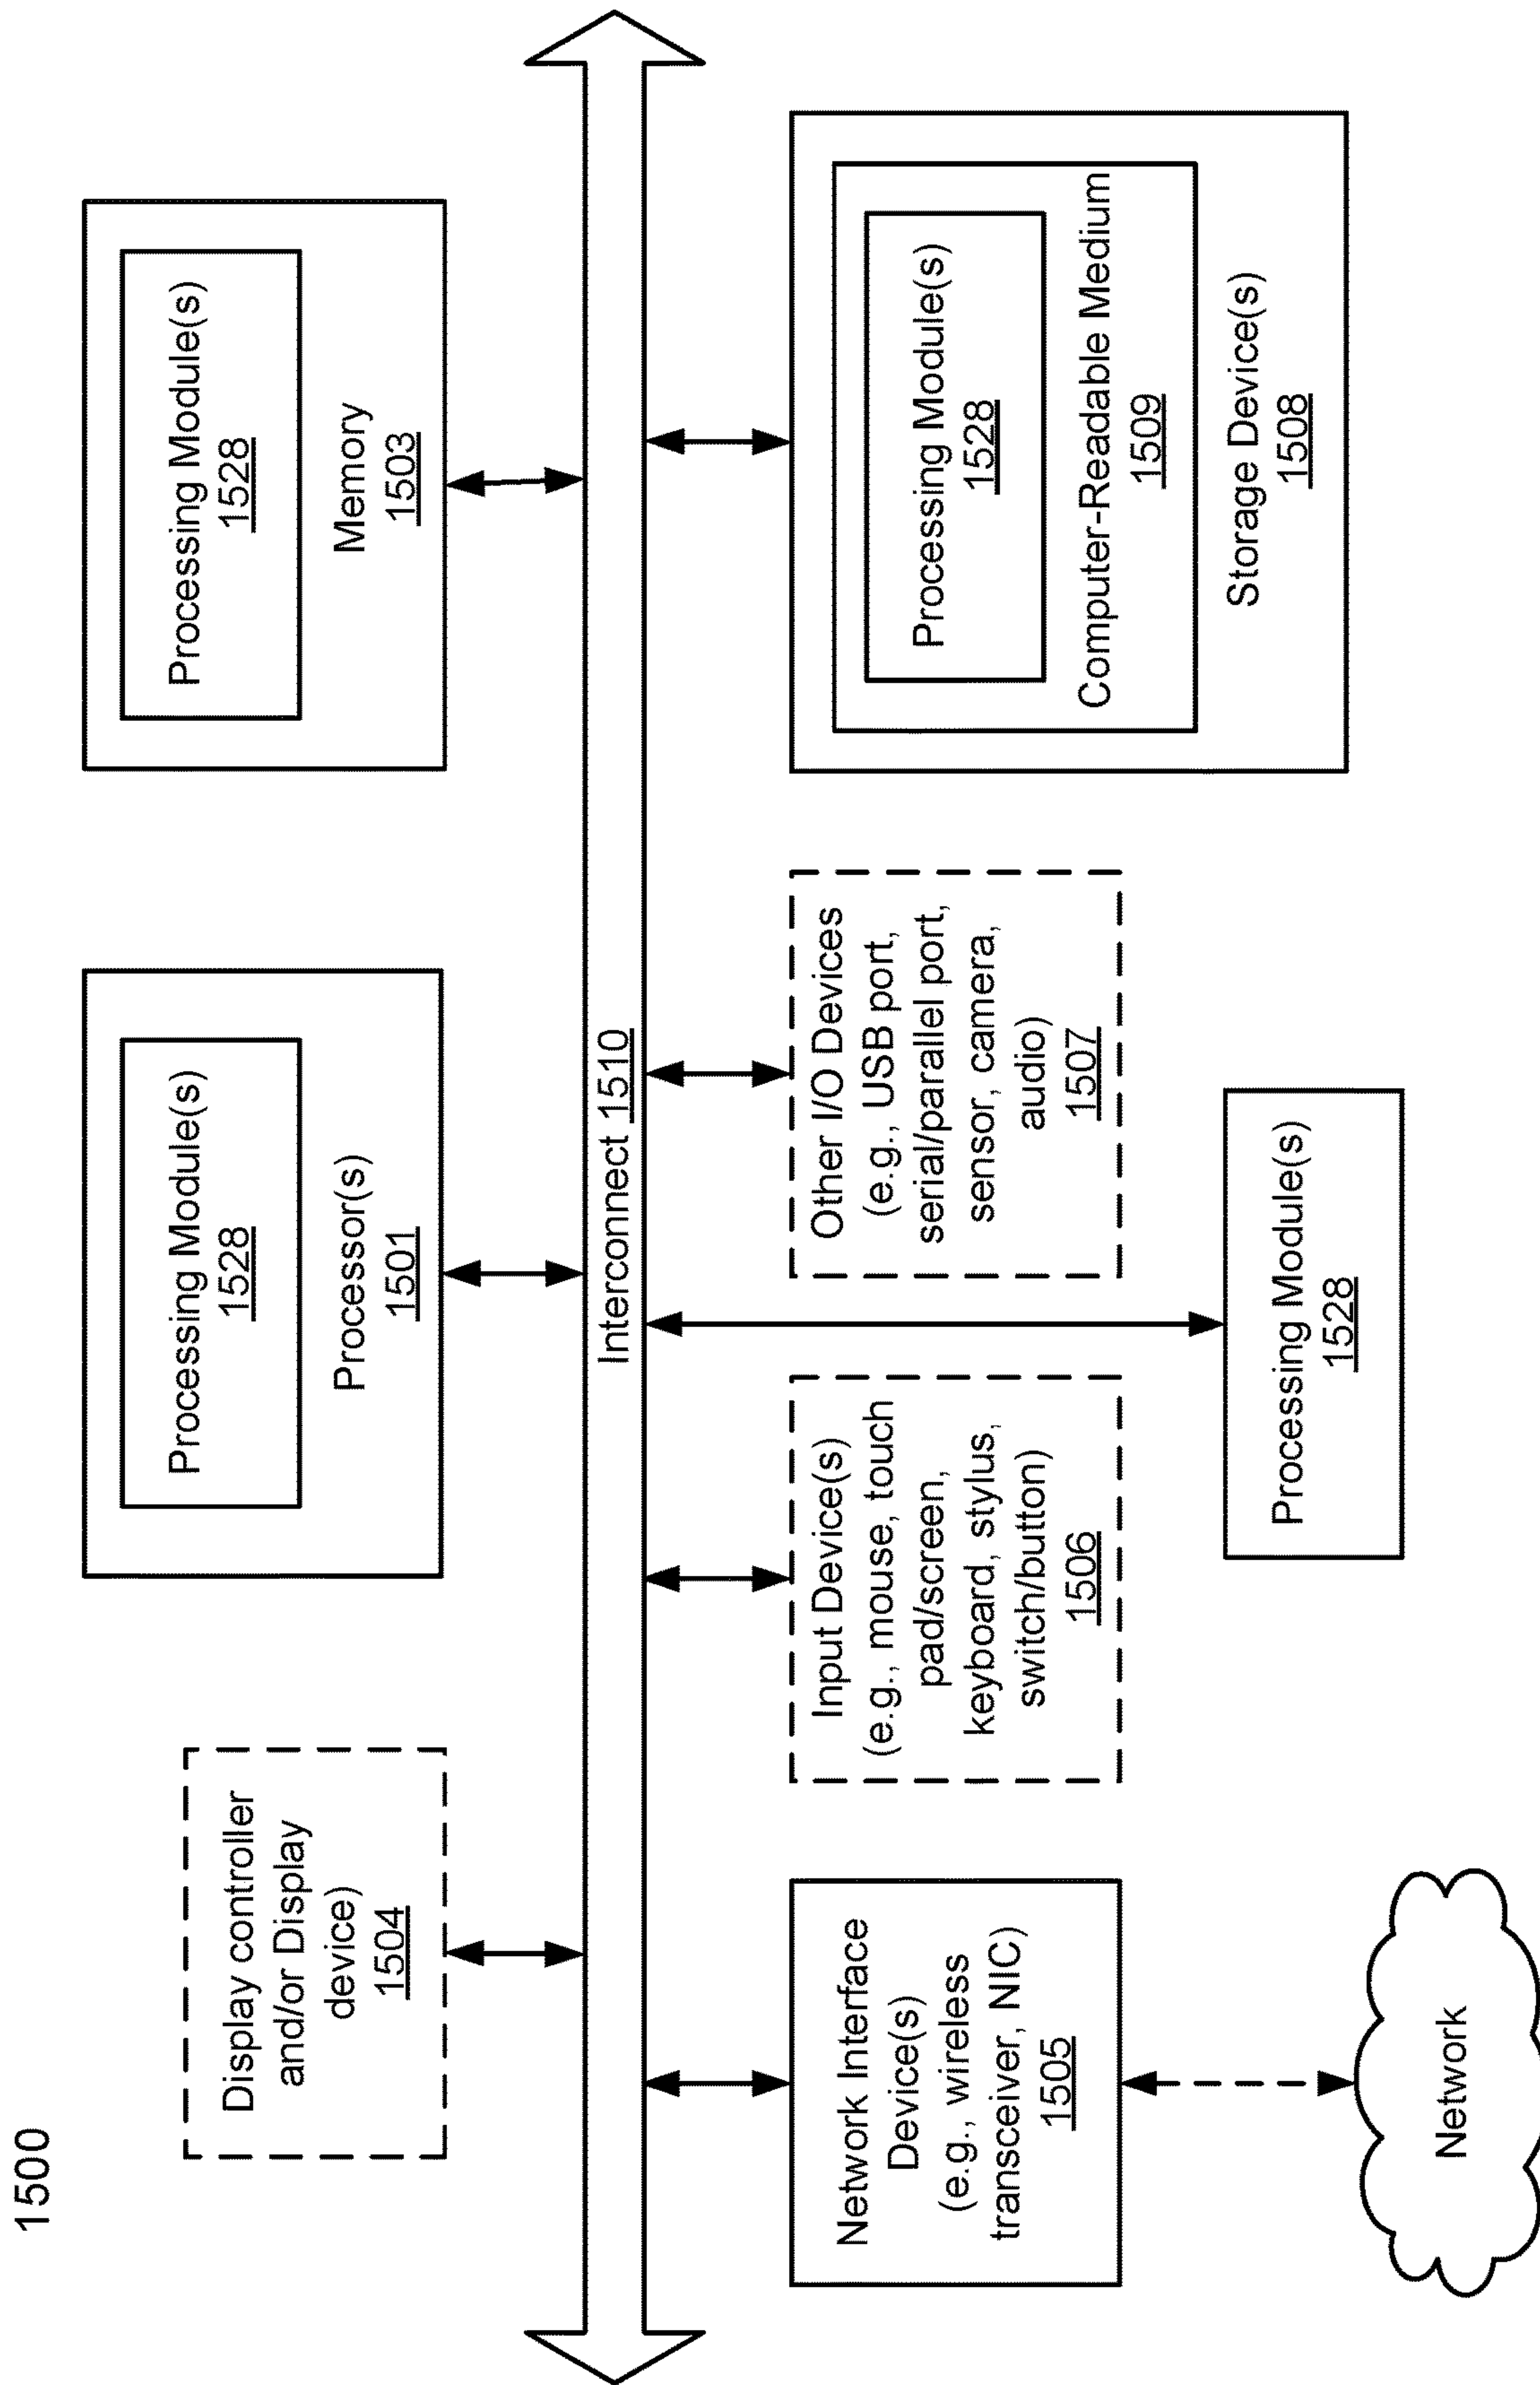 1500
Display controller
and/or Display
device)
1504
Processing Module(s)
1528
Processor(s)
1501
Processing Module(s)
1528
Memory
1503
Interconnect 1510
Network Interface
Device(s)
(e.g., wireless
transceiver, NIC)
1505
Input Device(s)
(e.g., mouse, touch
pad/screen,
keyboard, stylus,
switch/button)
1506
Other I/O Devices
(e.g., USB port,
serial/parallel port,
sensor, camera,
audio)
1507
Processing Module(s)
1528
Computer-Readable Medium
1509
Storage Device(s)
1508
Processing Module(s)
1528
Network